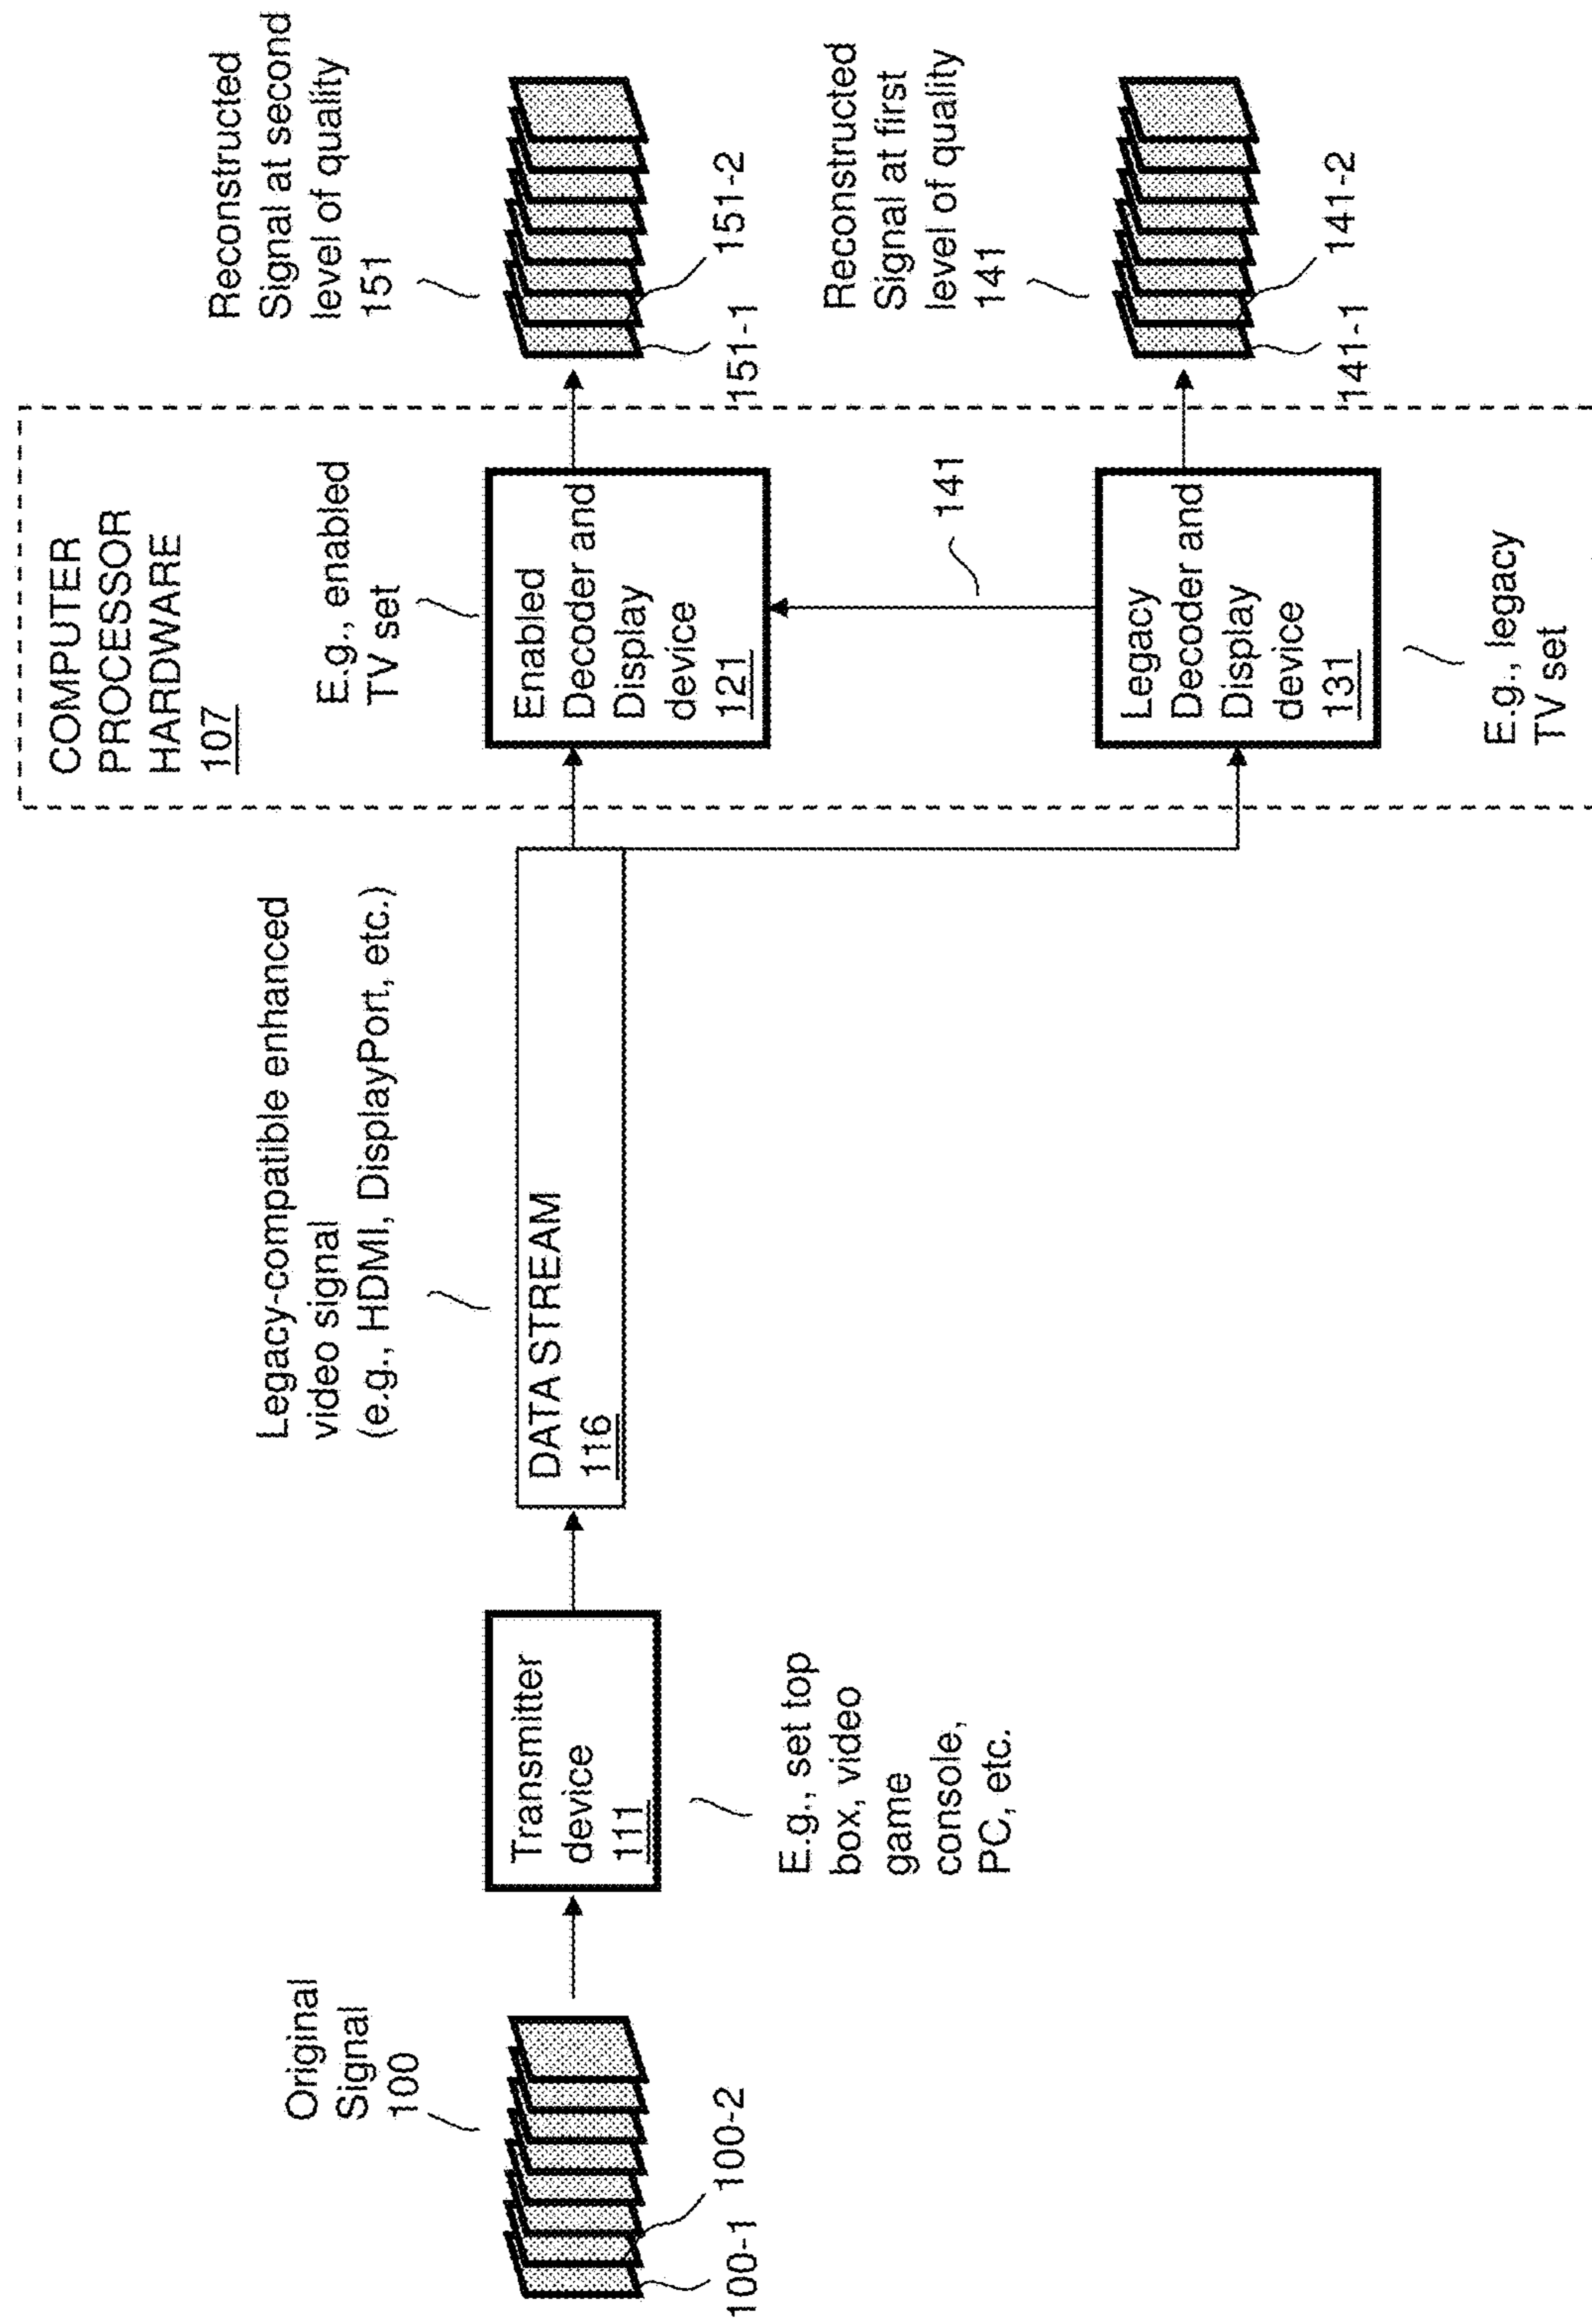 Original
Signal
100
100-1
100-2
Transmitter
device
111
E.g., set top
box, video
game
console,
PC, etc.
Legacy-compatible enhanced
video signal
(e.g., HDMI, DisplayPort, etc.)
DATA STREAM
116
COMPUTER
PROCESSOR
HARDWARE
107
E.g., enabled
TV set
Enabled
Decoder and
Display
device
121
141
Legacy
Decoder and
Display
device
131
E.g., legacy
TV set
Reconstructed
Signal at second
level of quality
151
151-1
151-2
Reconstructed
Signal at first
level of quality
141
141-1
141-2